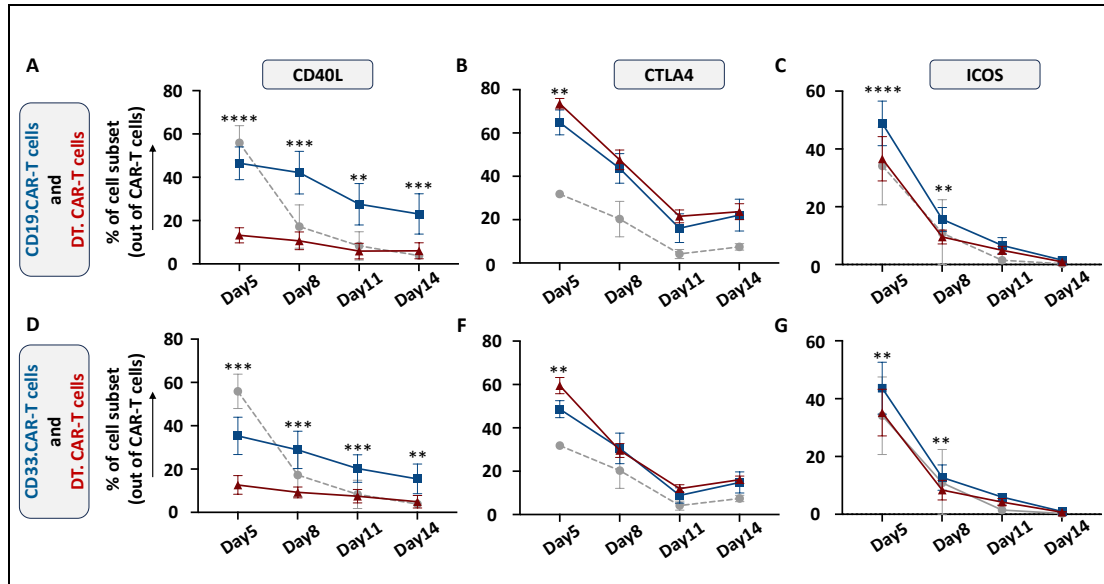 A
CD40L
B
CTLA4
C
ICOS
CD19.CAR-T cells
and
DT. CAR-T cells
% of cell subset
(out of CAR-T cells)
80
60
40
20
0
****
***
**
***
Day5
Day8
Day11
Day14
80
60
40
20
0
**
Day5
Day8
Day11
Day14
60
40
20
0
****
**
Day5
Day8
Day11
Day14
D
F
G
CD33.CAR-T cells
and
DT. CAR-T cells
% of cell subset
(out of CAR-T cells)
80
60
40
20
0
***
***
***
**
Day5
Day8
Day11
Day14
80
60
40
20
0
**
Day5
Day8
Day11
Day14
60
40
20
0
**
**
Day5
Day8
Day11
Day14